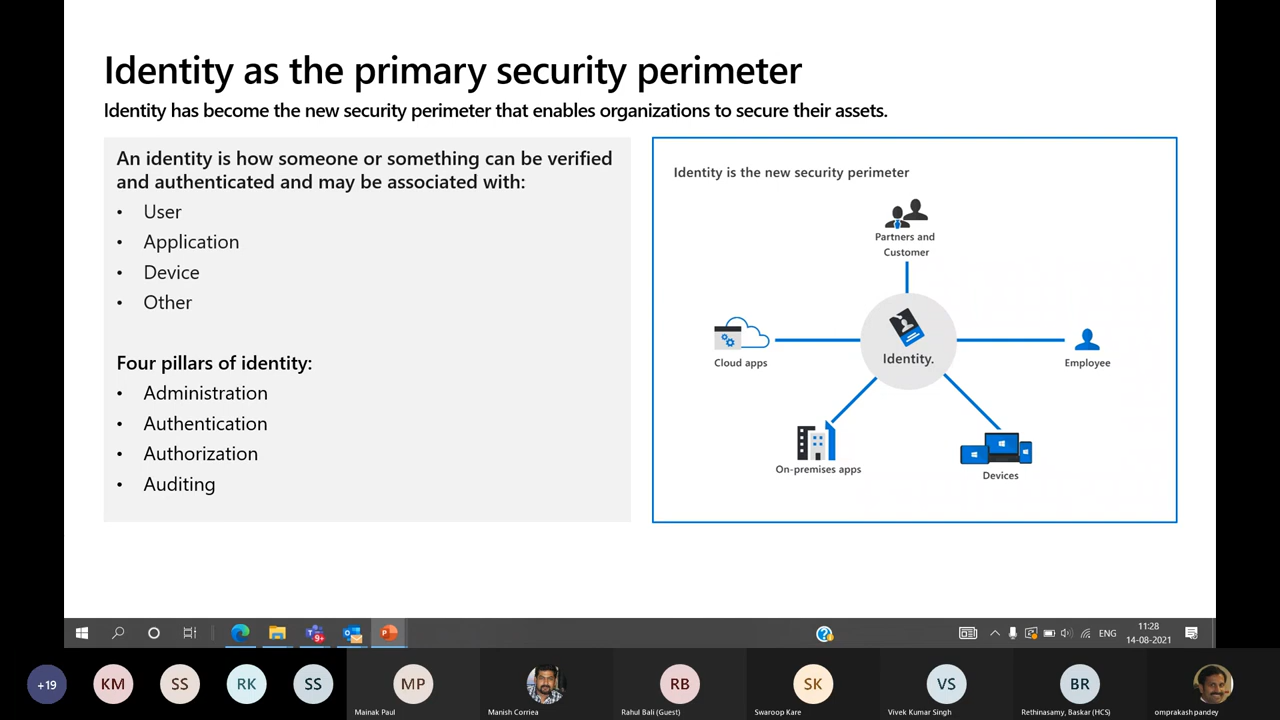 Identity as the primary security perimeter
Identity has become the new security perimeter that enables organizations to secure their assets.
An identity is how someone or something can be verified
and authenticated and may be associated with:
• User
• Application
• Device
• Other
Four pillars of identity:
• Administration
• Authentication
• Authorization
• Auditing
Identity is the new security perimeter
Partners and
Customer
Cloud apps
Identity.
Employee
On-premises apps
Devices
9+
ENG
11:28
14-08-2021
+19
KM
SS
RK
SS
MP
RB
SK
VS
BR
Mainak Paul
Manish Corriea
Rahul Bali (Guest)
Swaroop Kare
Vivek Kumar Singh
Rethinasamy, Baskar (HCS)
omprakash pandey